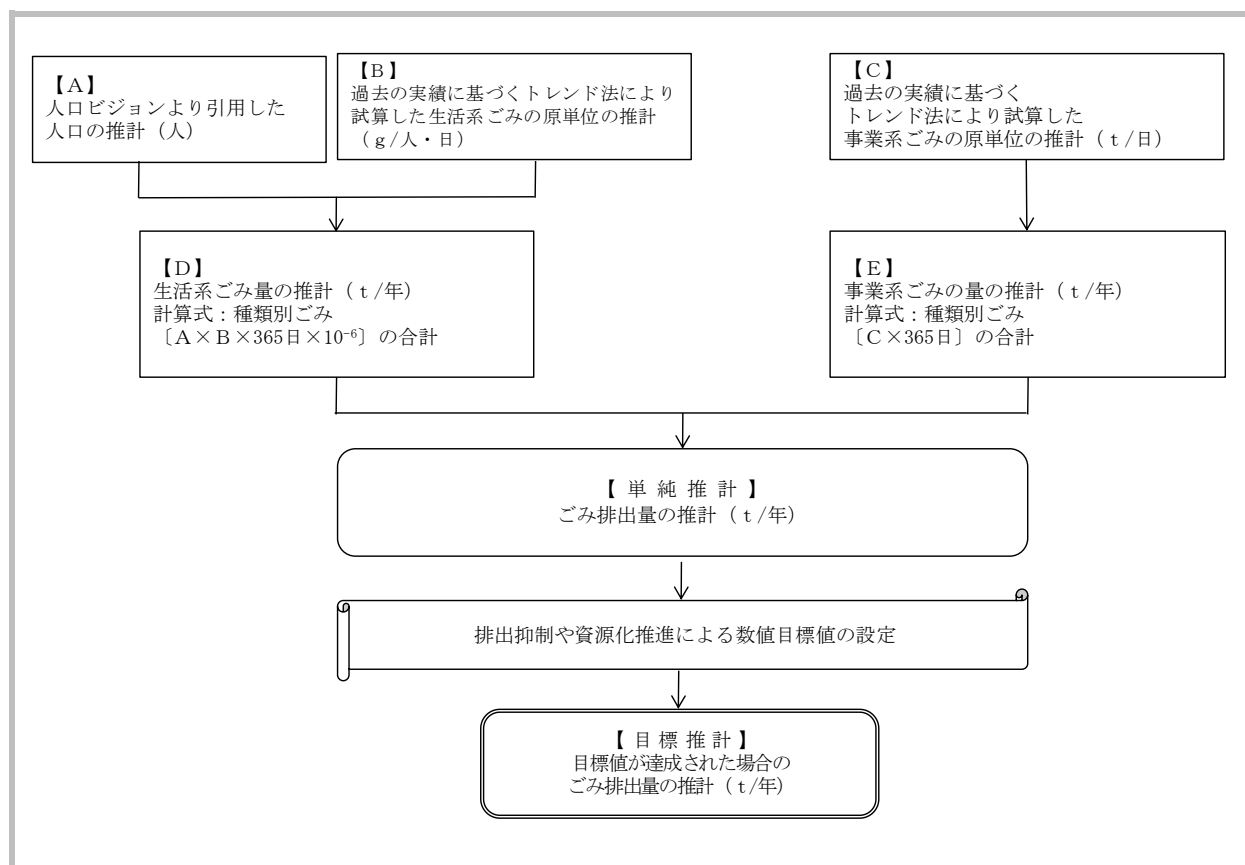 【A】
人口ビジョンより引用した
人口の推計（人）
【B】
過去の実績に基づくトレンド法により
試算した生活系ごみの原単位の推計
（ｇ/人・日）
【C】
過去の実績に基づく
トレンド法により試算した
事業系ごみの原単位の推計（ｔ/日）
【D】
生活系ごみ量の推計（ｔ/年）
計算式：種類別ごみ
〔A×B×365日×10⁻⁶〕の合計
【E】
事業系ごみの量の推計（ｔ/年）
計算式：種類別ごみ
〔C×365日〕の合計
【 単 純 推 計 】
ごみ排出量の推計（ｔ/年）
排出抑制や資源化推進による数値目標値の設定
【 目 標 推 計 】
目標値が達成された場合の
ごみ排出量の推計（ｔ/年）